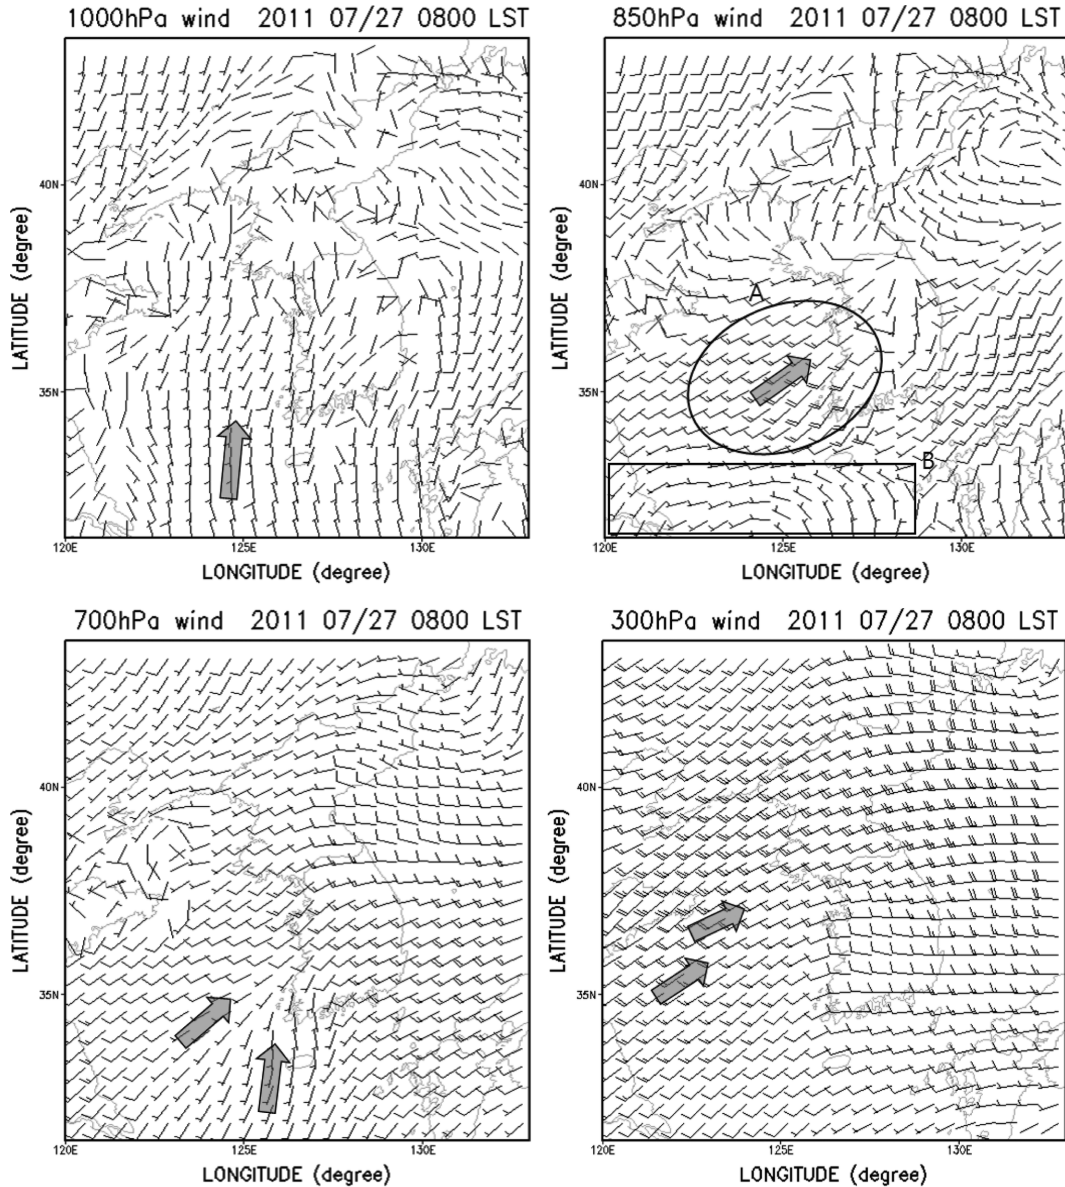 1000hPa wind 2011 07/27 0800 LST
850hPa wind 2011 07/27 0800 LST
LATITUDE (degree)
40N
35N
120E 125E 130E
LONGITUDE (degree)
LATITUDE (degree)
40N
35N
A
B
120E 125E 130E
LONGITUDE (degree)
700hPa wind 2011 07/27 0800 LST
300hPa wind 2011 07/27 0800 LST
LATITUDE (degree)
40N
35N
120E 125E 130E
LONGITUDE (degree)
LATITUDE (degree)
40N
35N
120E 125E 130E
LONGITUDE (degree)